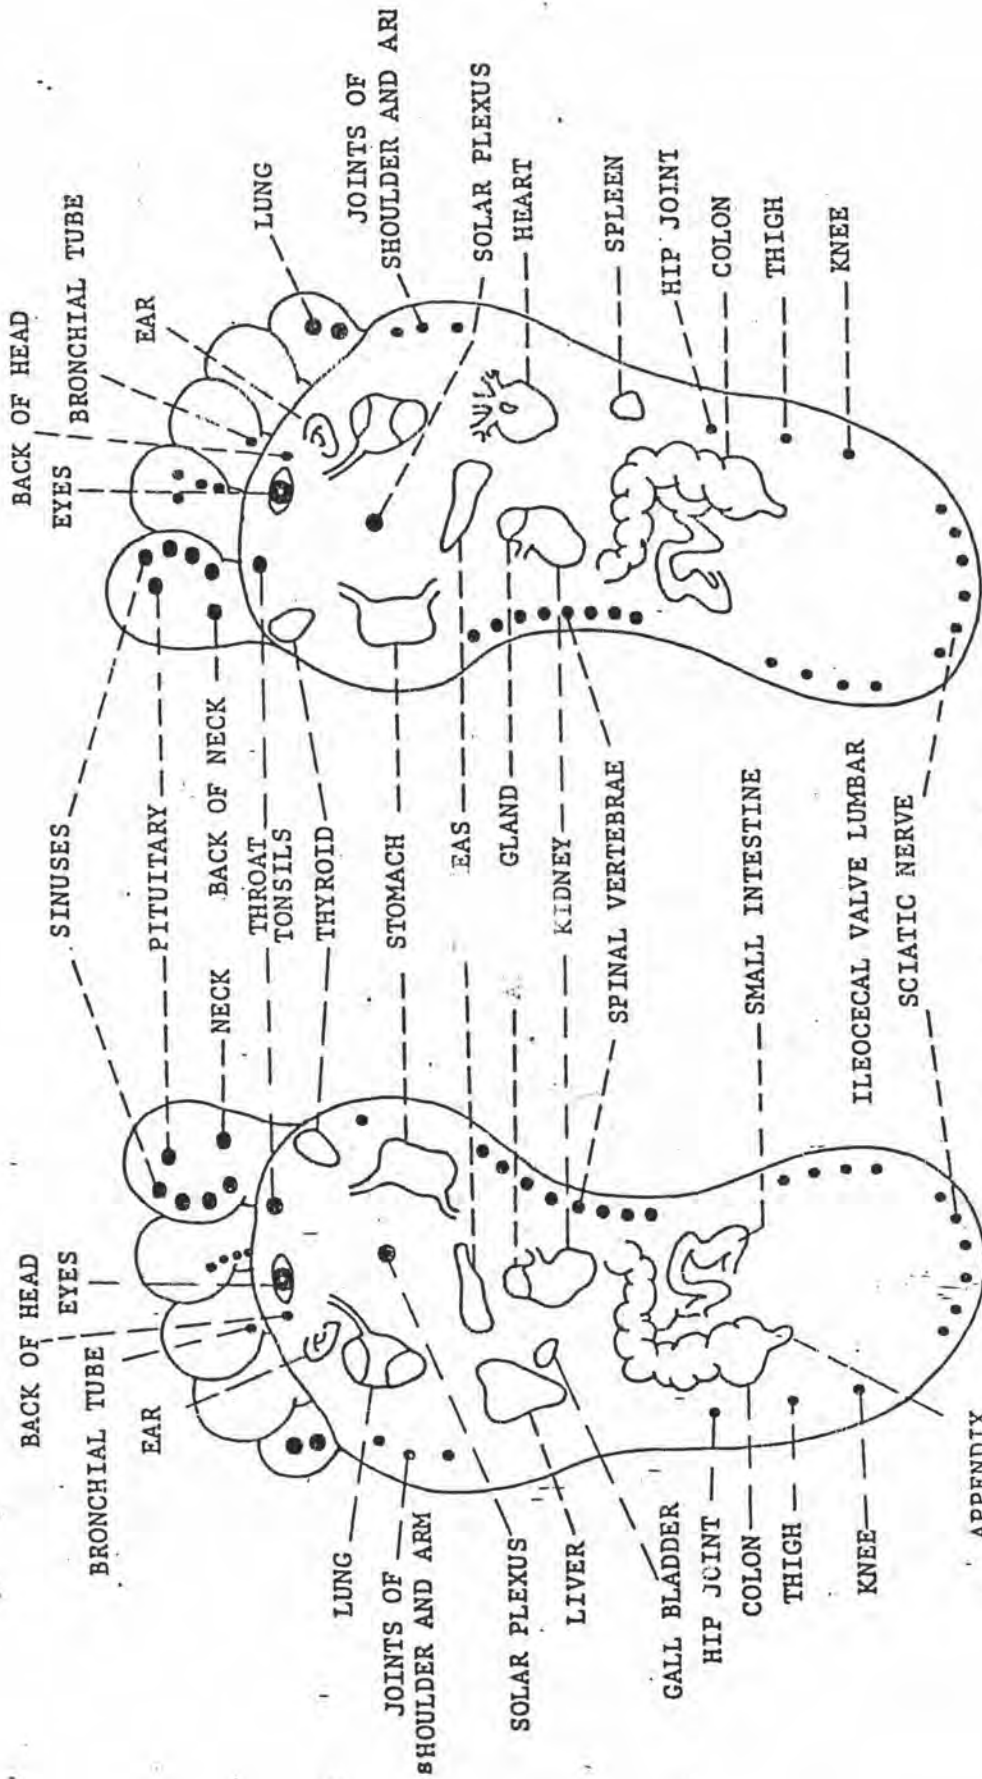 BACK OF HEAD
EYES
BRONCHIAL TUBE
EAR
LUNG
JOINTS OF
SHOULDER AND ARM
SOLAR PLEXUS
LIVER
GALL BLADDER
HIP JOINT
COLON
THIGH
KNEE
APPENDIX
SINUSES
PITUITARY
NECK BACK OF NECK
THROAT
TONSILS
THYROID
STOMACH
EAS
GLAND
KIDNEY
SPINAL VERTEBRAE
SMALL INTESTINE
ILEOCECAL VALVE LUMBAR
SCIATIC NERVE
BACK OF HEAD
EYES
BRONCHIAL TUBE
EAR
LUNG
JOINTS OF
SHOULDER AND AR
SOLAR PLEXUS
HEART
SPLEEN
HIP JOINT
COLON
THIGH
KNEE